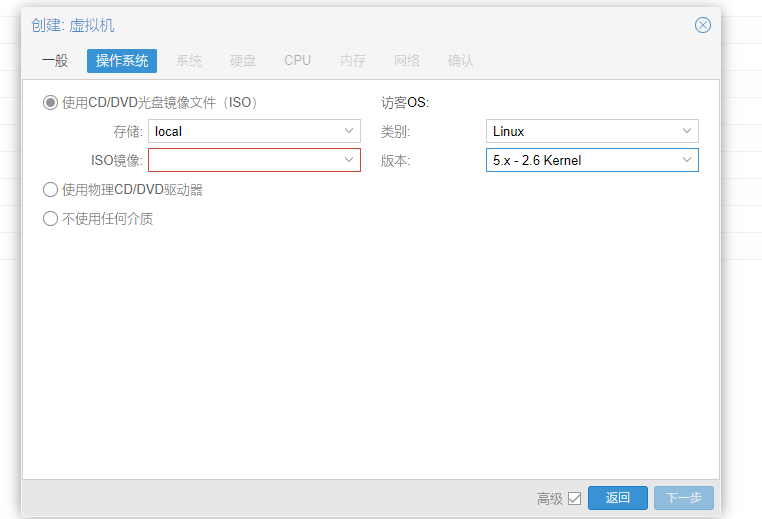 创建: 虚拟机
一般 操作系统 系统 硬盘 CPU 内存 网络 确认
使用CD/DVD光盘镜像文件（ISO） 访客OS:
存储: local 类别: Linux
ISO镜像: 版本: 5.x - 2.6 Kernel
使用物理CD/DVD驱动器
不使用任何介质
高级 返回 下一步